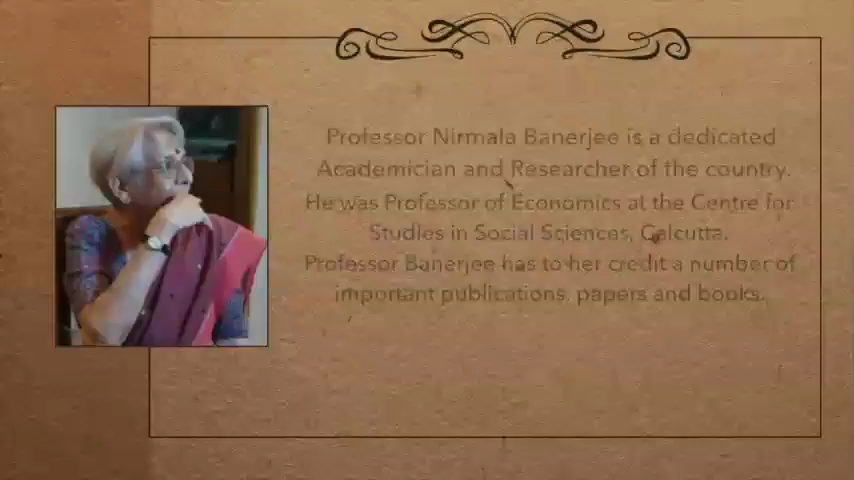 Professor Nirmala Banerjee is a dedicated
Academician and Researcher of the country.
He was Professor of Economics at the Centre for
Studies in Social Sciences, Calcutta.
Professor Banerjee has to her credit a number of
important publications, papers and books.